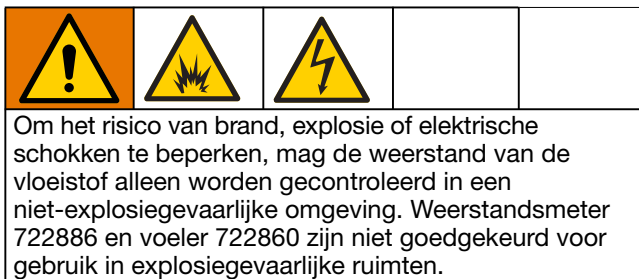 Om het risico van brand, explosie of elektrische
schokken te beperken, mag de weerstand van de
vloeistof alleen worden gecontroleerd in een
niet-explosiegevaarlijke omgeving. Weerstandsmeter
722886 en voeler 722860 zijn niet goedgekeurd voor
gebruik in explosiegevaarlijke ruimten.